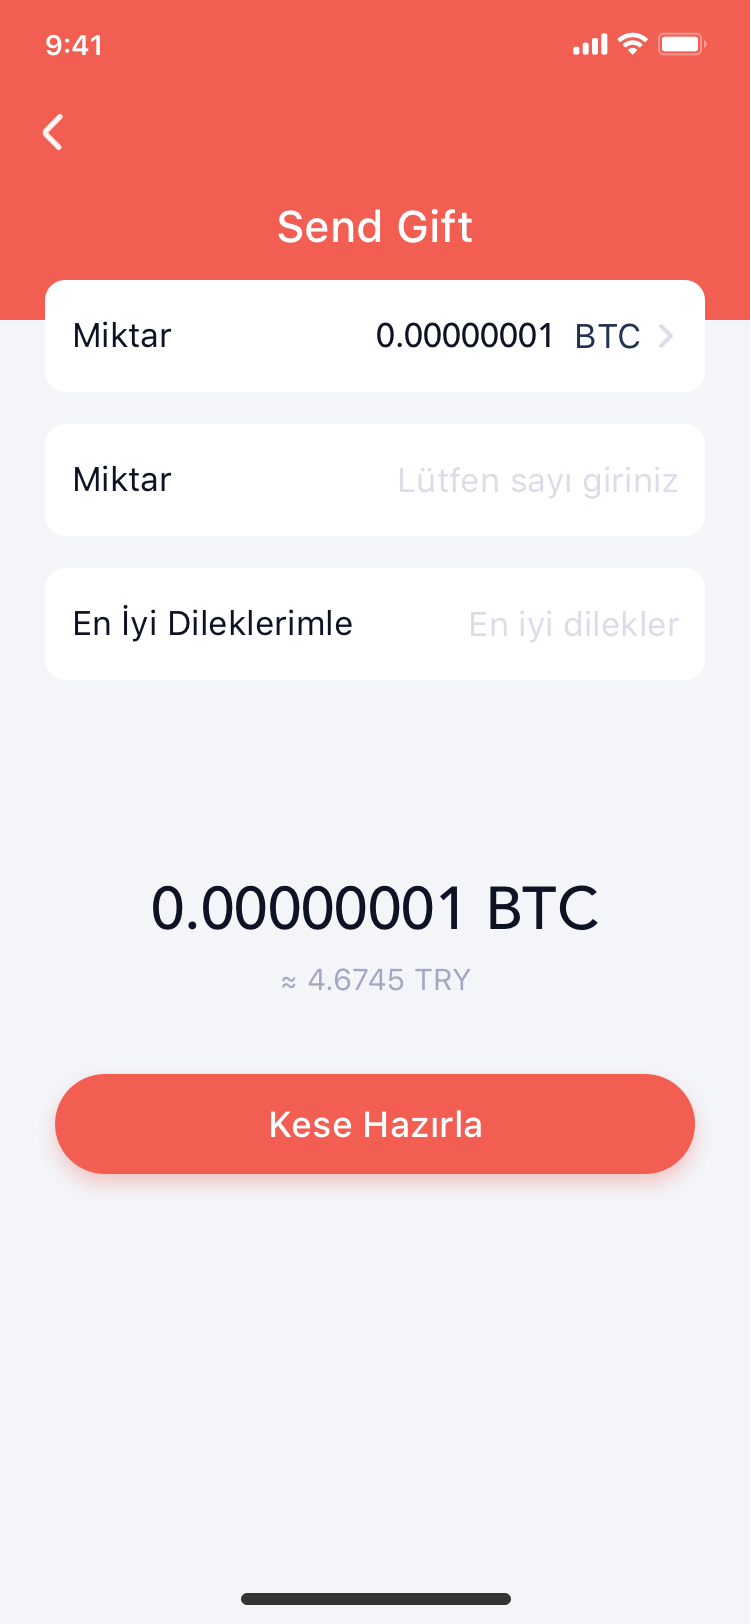 9:41
Send Gift
Miktar 0.00000001 BTC
Miktar Lütfen sayı giriniz
En İyi Dileklerimle En iyi dilekler
0.00000001 BTC
≈ 4.6745 TRY
Kese Hazırla